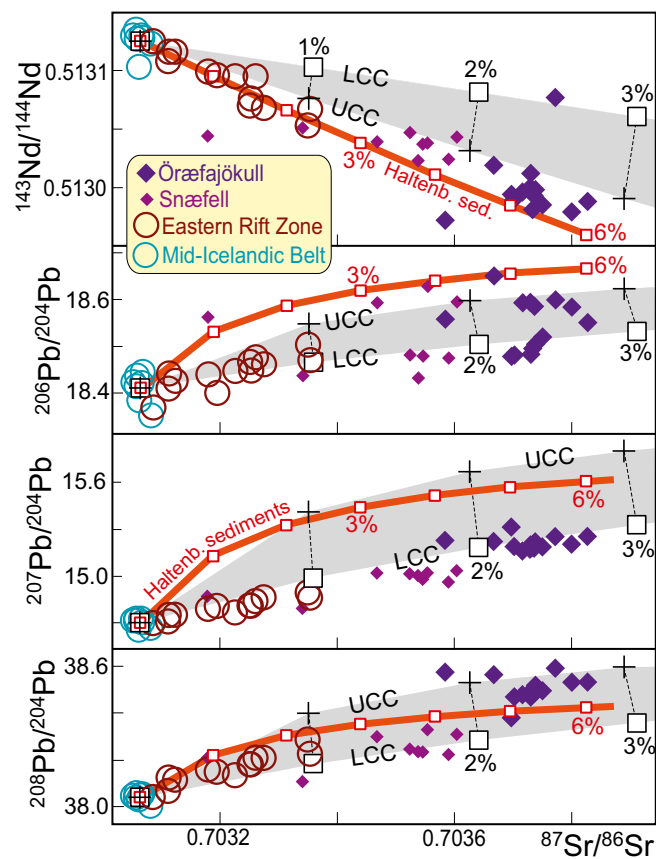 1%
2%
3%
LCC
UCC
3%
Haltenb. sed.
6%
0.5131
0.5130
143Nd/144Nd
Öræfajökull
Snæfell
Eastern Rift Zone
Mid-Icelandic Belt
3%
6%
18.6
18.4
206Pb/204Pb
UCC
LCC
2%
3%
UCC
15.6
15.0
207Pb/204Pb
Haltenb. sediments
3%
6%
LCC
2%
3%
38.6
38.0
208Pb/204Pb
UCC
LCC
6%
2%
3%
0.7032
0.7036
87Sr/86Sr